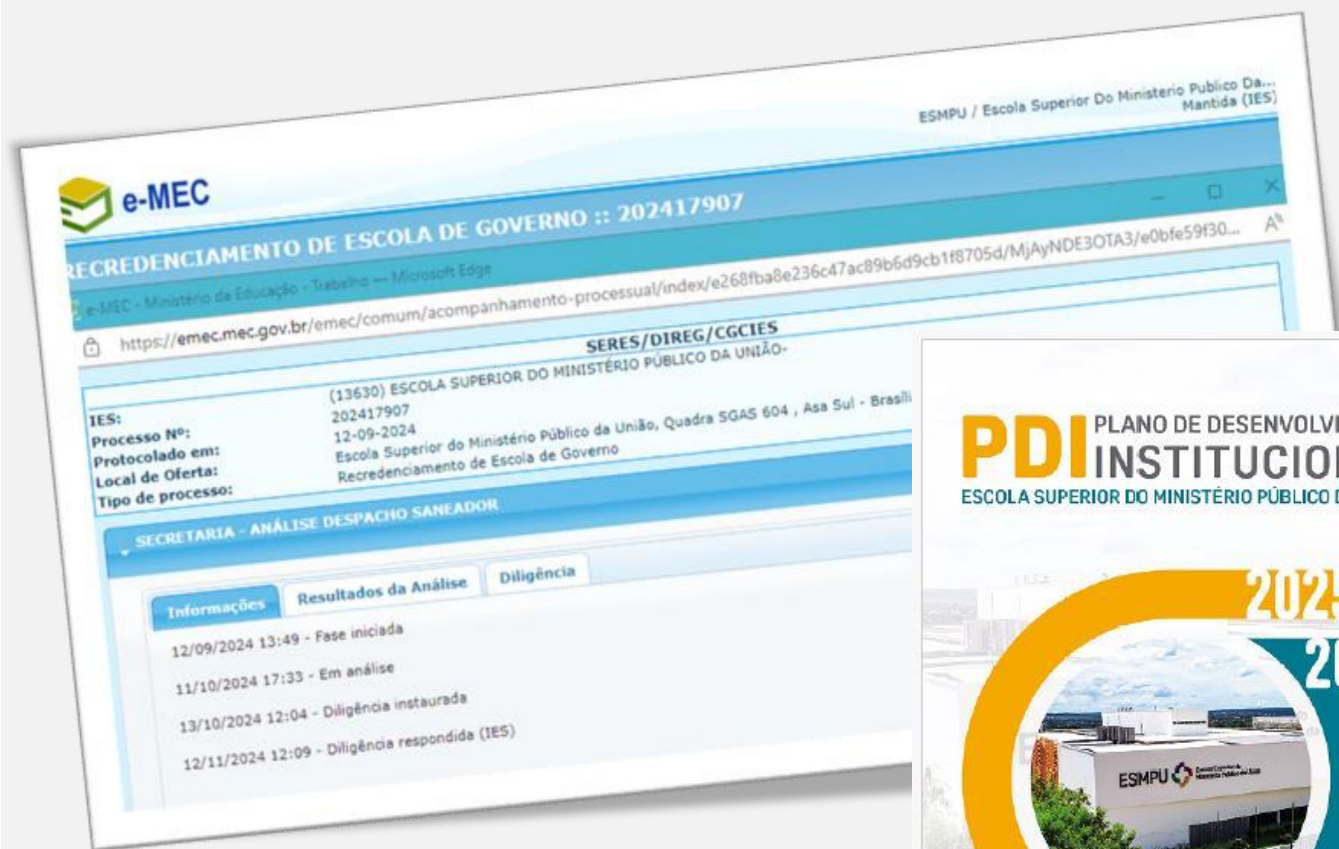 ESMPU / Escola Superior Do Ministerio Publico Da...
Mantida (IES)
e-MEC
RECREDENCIAMENTO DE ESCOLA DE GOVERNO :: 202417907
e-MEC - Ministério da Educação - Trabalho — Microsoft Edge
https://emec.mec.gov.br/emec/comum/acompanhamento-processual/index/e268fba8e236c47ac89b6d9cb1f8705d/MjAyNDE3OTA3/e0bfe59f30...
SERES/DIREG/CGCIES
IES: (13630) ESCOLA SUPERIOR DO MINISTÉRIO PÚBLICO DA UNIÃO-
Processo Nº: 202417907
Protocolado em: 12-09-2024
Local de Oferta: Escola Superior do Ministério Público da União, Quadra SGAS 604 , Asa Sul - Brasíli
Tipo de processo: Recredenciamento de Escola de Governo
SECRETARIA - ANÁLISE DESPACHO SANEADOR
Informações Resultados da Análise Diligência
12/09/2024 13:49 - Fase iniciada
11/10/2024 17:33 - Em análise
13/10/2024 12:04 - Diligência instaurada
12/11/2024 12:09 - Diligência respondida (IES)
PDI PLANO DE DESENVOLVI
INSTITUCION
ESCOLA SUPERIOR DO MINISTÉRIO PÚBLICO D
2025
20
ESMPU